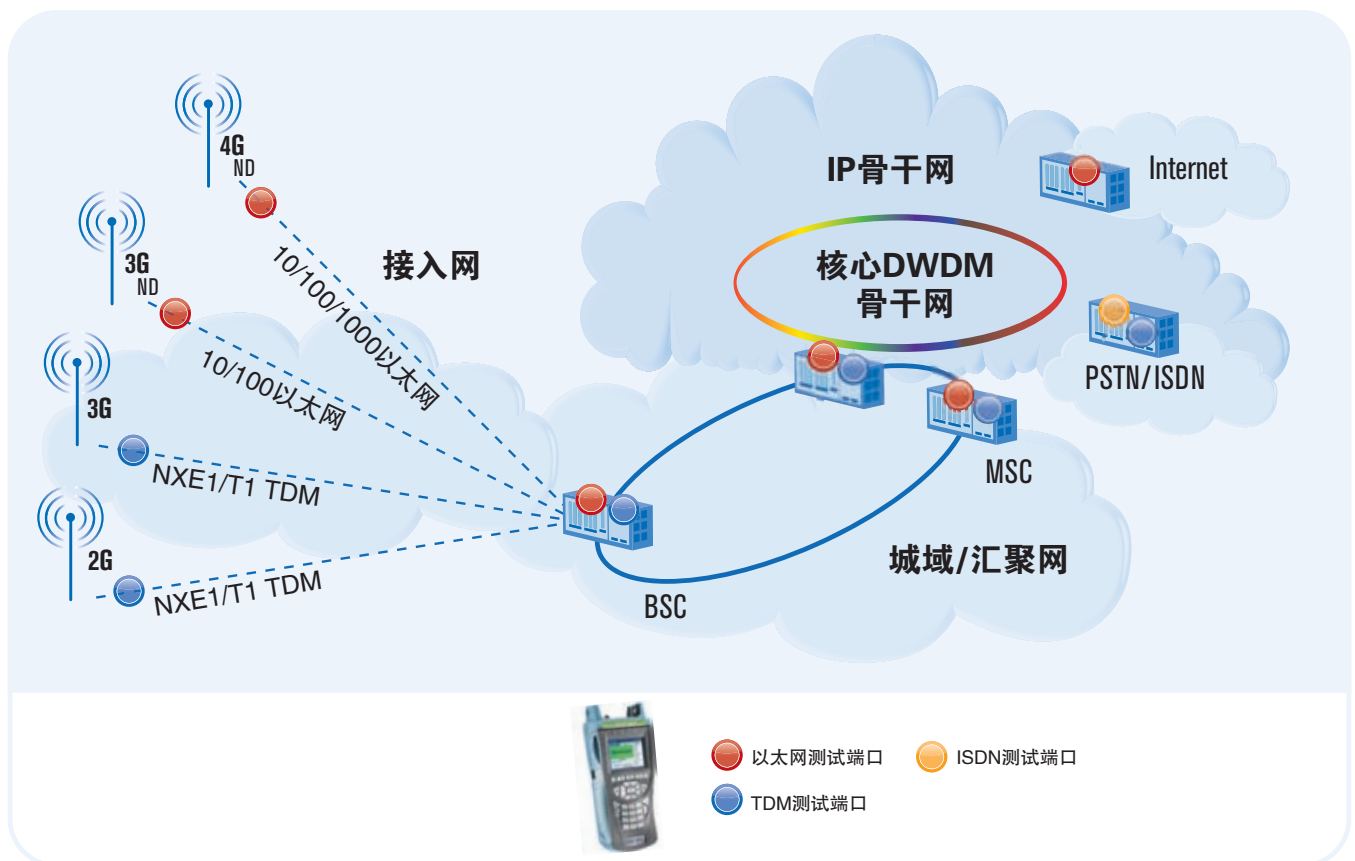 4G
ND
3G
ND
3G
2G
10/100/1000以太网
10/100以太网
NXE1/T1 TDM
NXE1/T1 TDM
接入网
IP骨干网
Internet
核心DWDM
骨干网
PSTN/ISDN
MSC
城域/汇聚网
BSC
以太网测试端口
ISDN测试端口
TDM测试端口